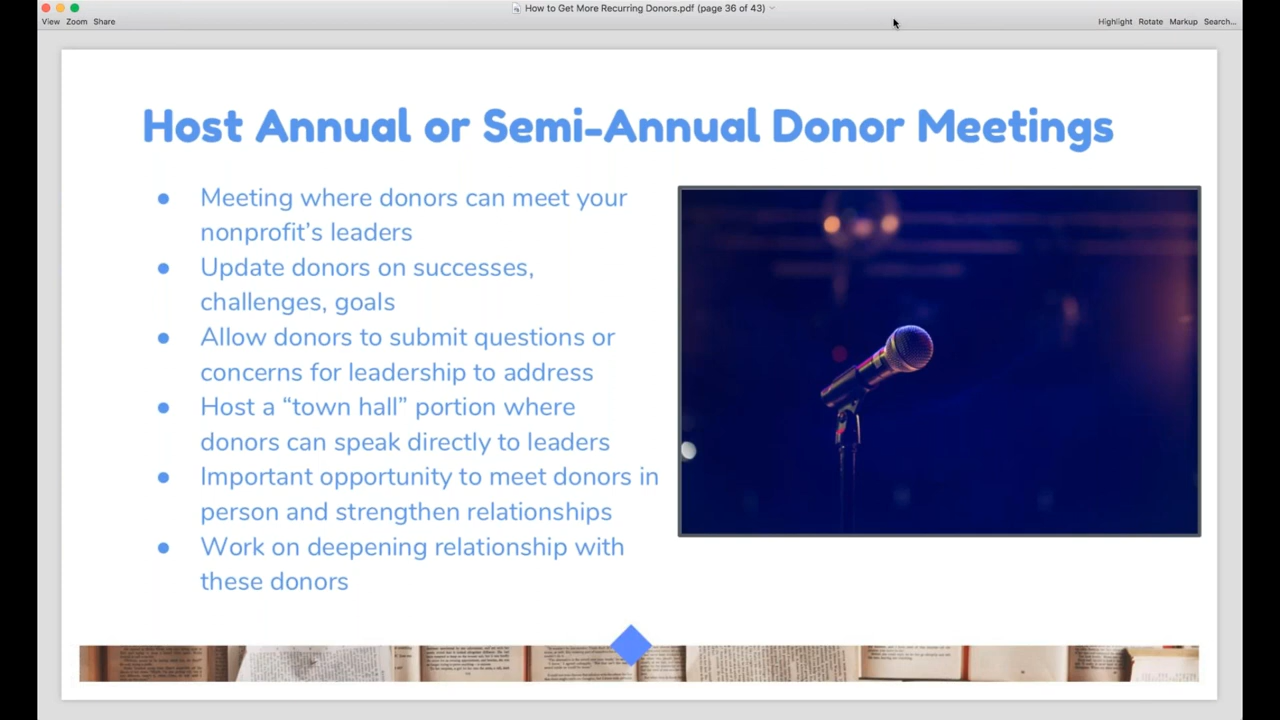 How to Get More Recurring Donors.pdf (page 36 of 43)
View Zoom Share
Highlight Rotate Markup Search...
Host Annual or Semi-Annual Donor Meetings
● Meeting where donors can meet your
nonprofit’s leaders
● Update donors on successes,
challenges, goals
● Allow donors to submit questions or
concerns for leadership to address
● Host a “town hall” portion where
donors can speak directly to leaders
● Important opportunity to meet donors in
person and strengthen relationships
● Work on deepening relationship with
these donors